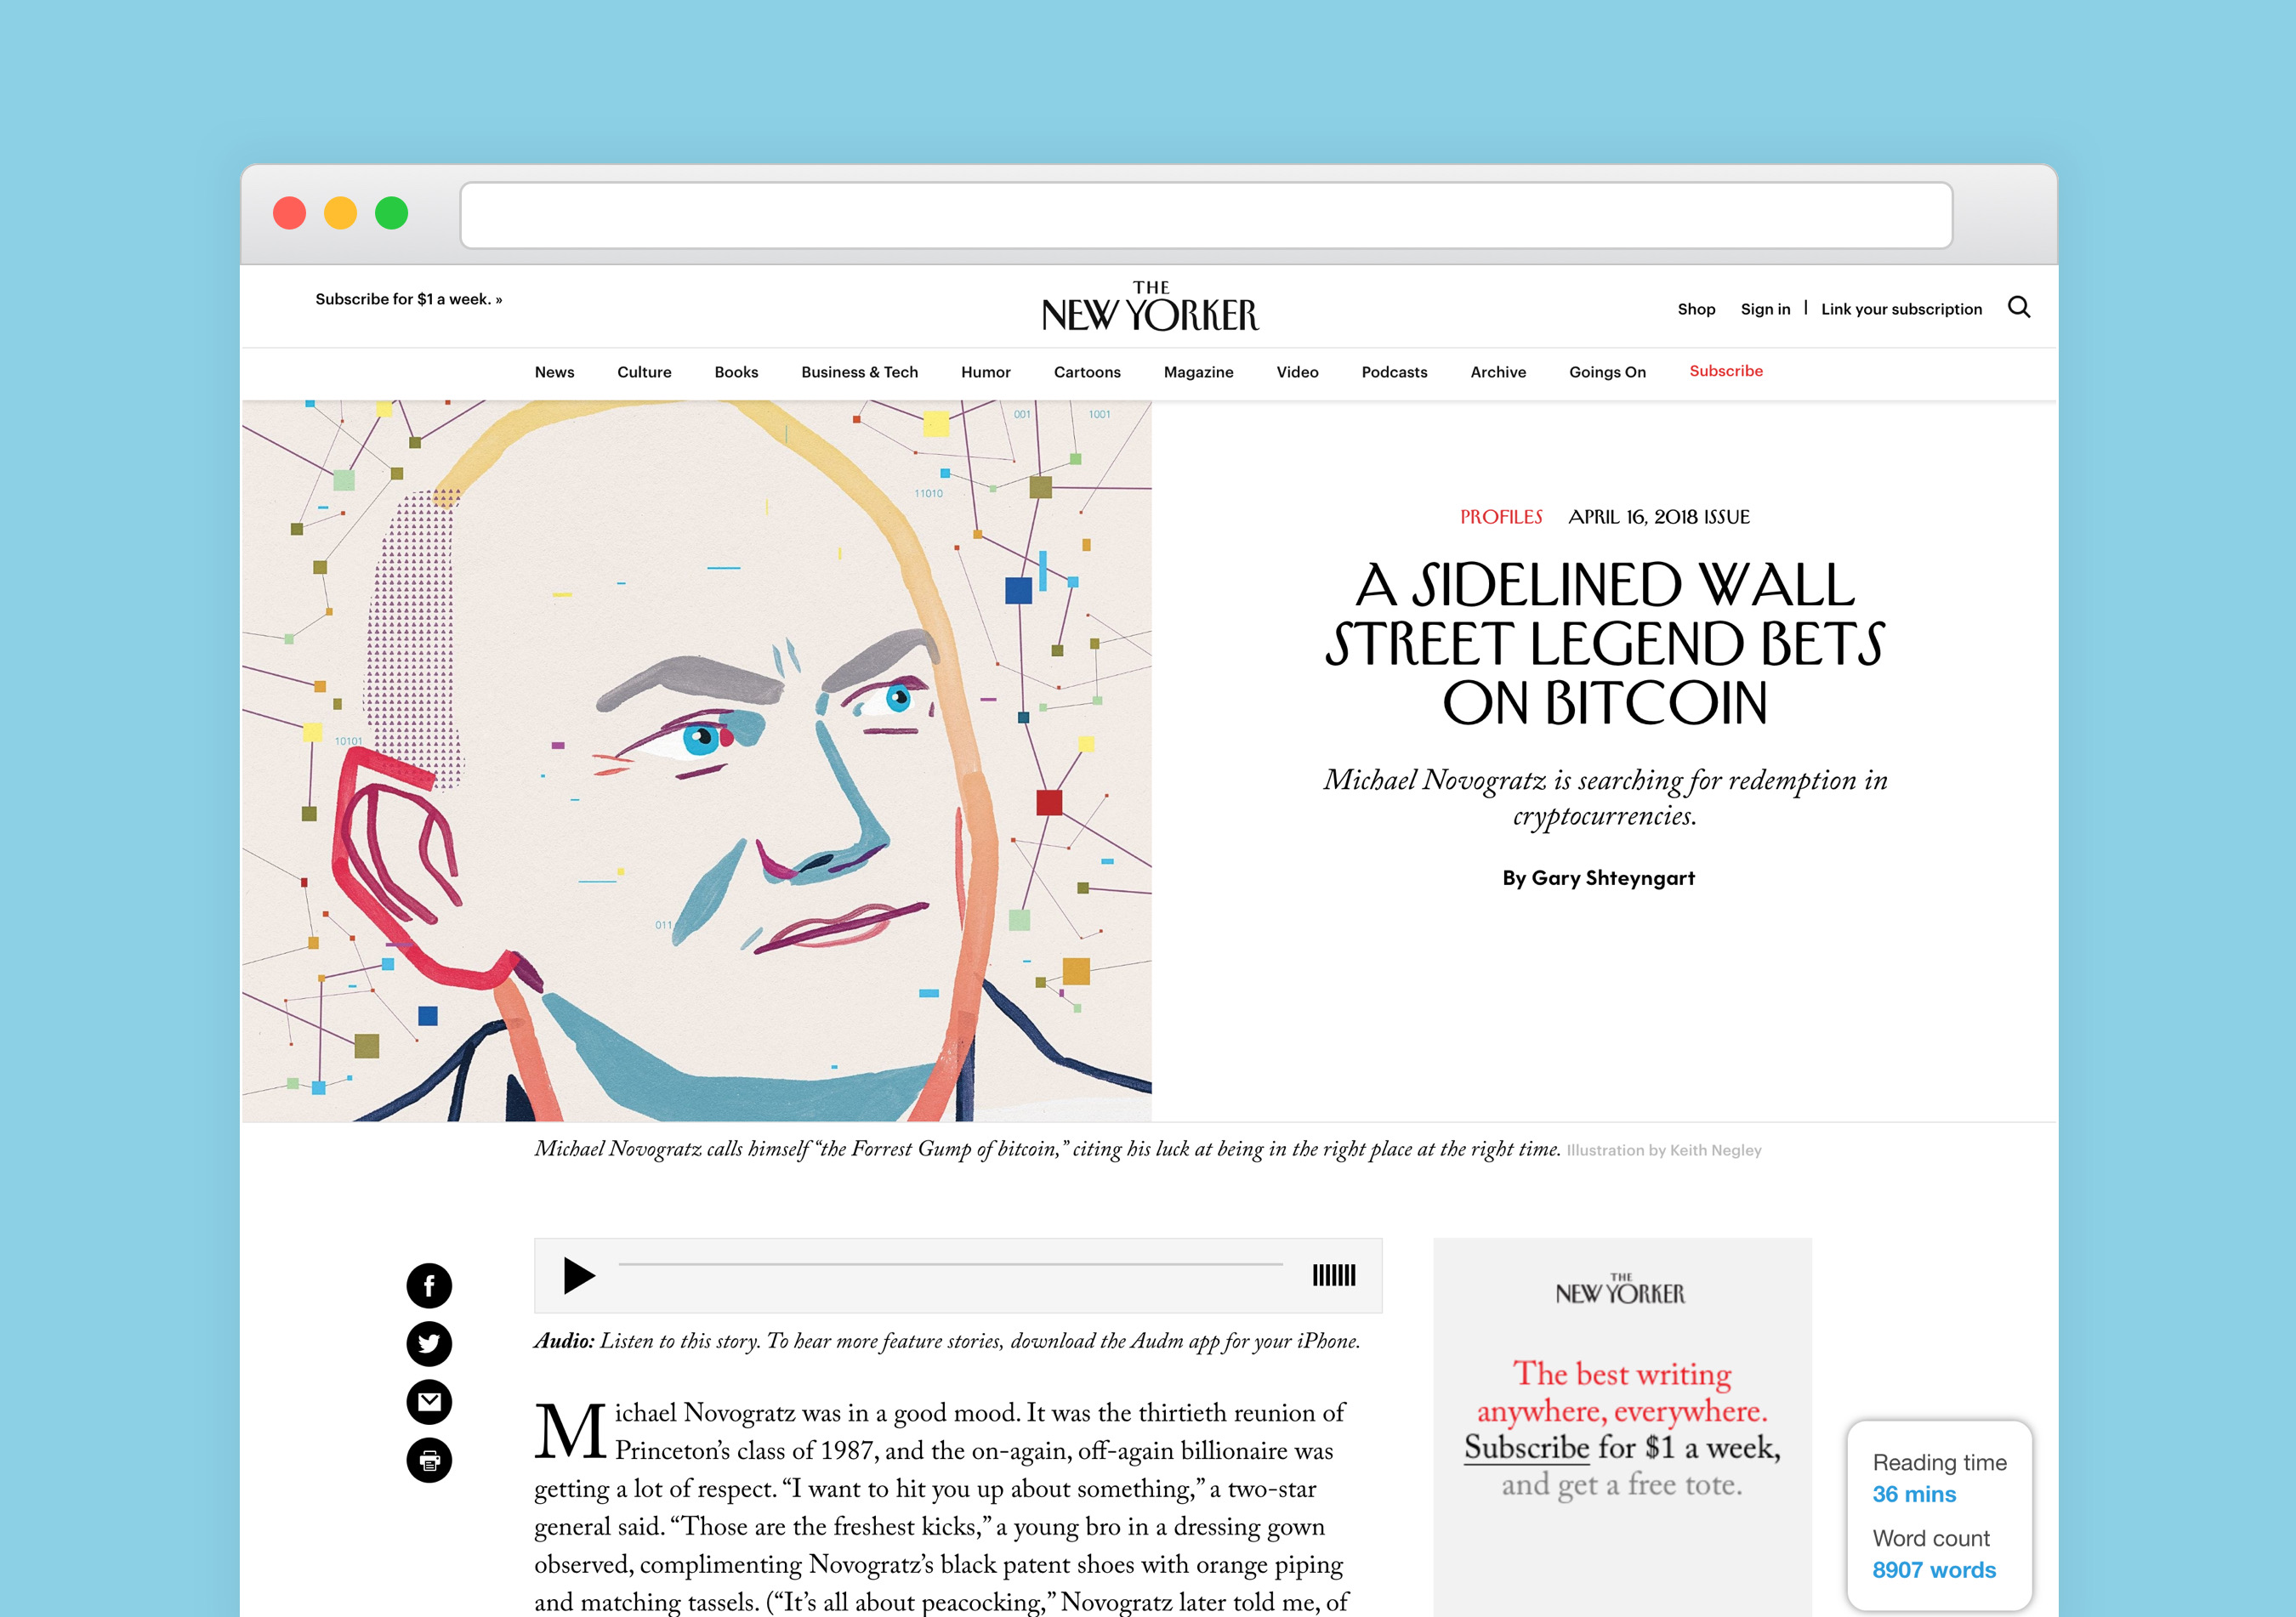 Subscribe for $1 a week. »
THE
NEW YORKER
Shop Sign in | Link your subscription
News Culture Books Business & Tech Humor Cartoons Magazine Video Podcasts Archive Goings On Subscribe
001
1001
11010
10101
011
PROFILES APRIL 16, 2018 ISSUE
A SIDELINED WALL
STREET LEGEND BETS
ON BITCOIN
Michael Novogratz is searching for redemption in
cryptocurrencies.
By Gary Shteyngart
Michael Novogratz calls himself “the Forrest Gump of bitcoin,” citing his luck at being in the right place at the right time. Illustration by Keith Negley
Audio: Listen to this story. To hear more feature stories, download the Audm app for your iPhone.
Michael Novogratz was in a good mood. It was the thirtieth reunion of
Princeton’s class of 1987, and the on-again, off-again billionaire was
getting a lot of respect. “I want to hit you up about something,” a two-star
general said. “Those are the freshest kicks,” a young bro in a dressing gown
observed, complimenting Novogratz’s black patent shoes with orange piping
and matching tassels. (“It’s all about peacocking,” Novogratz later told me, of
THE
NEW YORKER
The best writing
anywhere, everywhere.
Subscribe for $1 a week,
and get a free tote.
Reading time
36 mins
Word count
8907 words